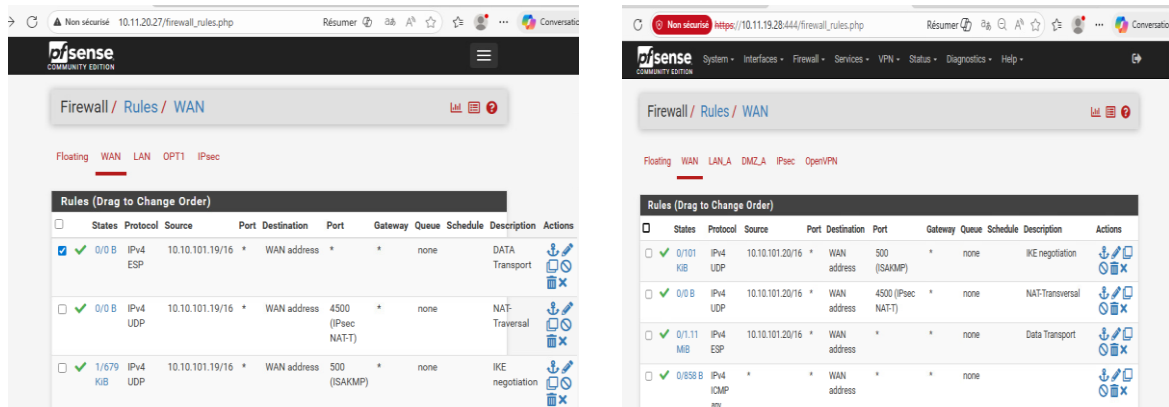 Non sécurisé 10.11.20.27/firewall_rules.php Résumer Conversatio
pfsense
COMMUNITY EDITION
Firewall / Rules / WAN
Floating WAN LAN OPT1 IPsec
Rules (Drag to Change Order)
States Protocol Source Port Destination Port Gateway Queue Schedule Description Actions
0/0 B IPv4 10.10.101.19/16 * WAN address * * none DATA
ESP Transport
0/0 B IPv4 10.10.101.19/16 * WAN address 4500 * none NAT-
UDP (IPsec Traversal
NAT-T)
1/679 IPv4 10.10.101.19/16 * WAN address 500 * none IKE
KiB UDP (ISAKMP) negotiation
Non sécurisé https://10.11.19.28:444/firewall_rules.php Résumer Conversatio
pfsense System Interfaces Firewall Services VPN Status Diagnostics Help
COMMUNITY EDITION
Firewall / Rules / WAN
Floating WAN LAN_A DMZ_A IPsec OpenVPN
Rules (Drag to Change Order)
States Protocol Source Port Destination Port Gateway Queue Schedule Description Actions
0/101 IPv4 10.10.101.20/16 * WAN 500 * none IKE negotiation
KiB UDP address (ISAKMP)
0/0 B IPv4 10.10.101.20/16 * WAN 4500 (IPsec * none NAT-Transversal
UDP address NAT-T)
0/1.11 IPv4 10.10.101.20/16 * WAN * * none Data Transport
MiB ESP address
0/858 B IPv4 * * WAN * * none
ICMP address
any